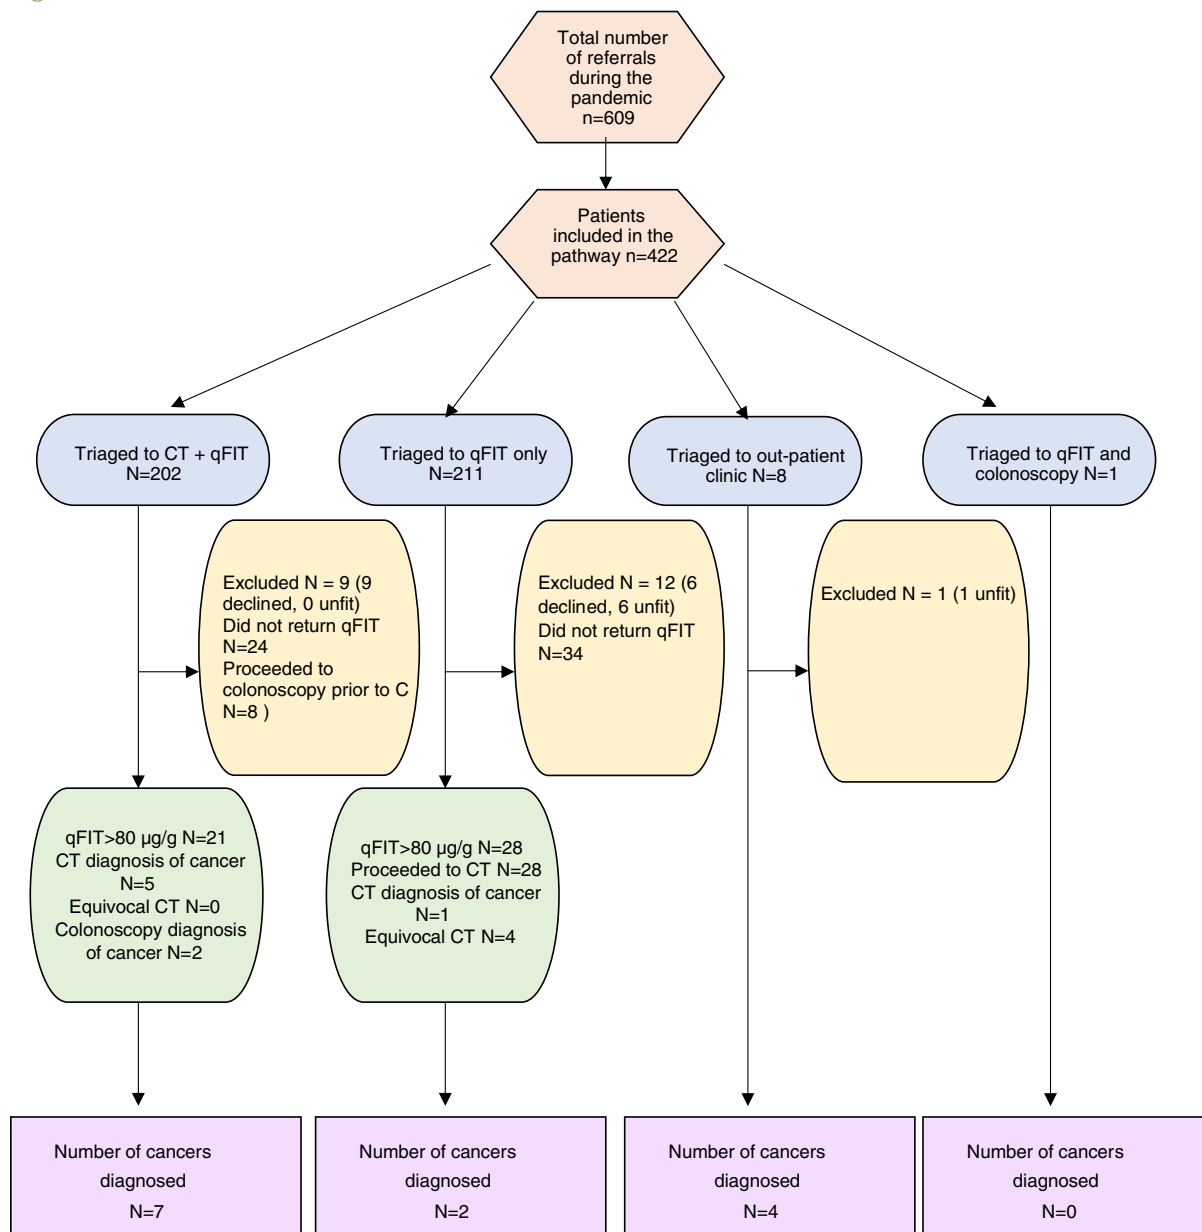 Total number
of referrals
during the
pandemic
n=609
Patients
included in the
pathway n=422
Triaged to CT + qFIT
N=202
Triaged to qFIT only
N=211
Triaged to out-patient
clinic N=8
Triaged to qFIT and
colonoscopy N=1
Excluded N = 9 (9
declined, 0 unfit)
Did not return qFIT
N=24
Proceeded to
colonoscopy prior to C
N=8 )
Excluded N = 12 (6
declined, 6 unfit)
Did not return qFIT
N=34
Excluded N = 1 (1 unfit)
qFIT>80 µg/g N=21
CT diagnosis of cancer
N=5
Equivocal CT N=0
Colonoscopy diagnosis
of cancer N=2
qFIT>80 µg/g N=28
Proceeded to CT N=28
CT diagnosis of cancer
N=1
Equivocal CT N=4
Number of cancers
diagnosed
N=7
Number of cancers
diagnosed
N=2
Number of cancers
diagnosed
N=4
Number of cancers
diagnosed
N=0